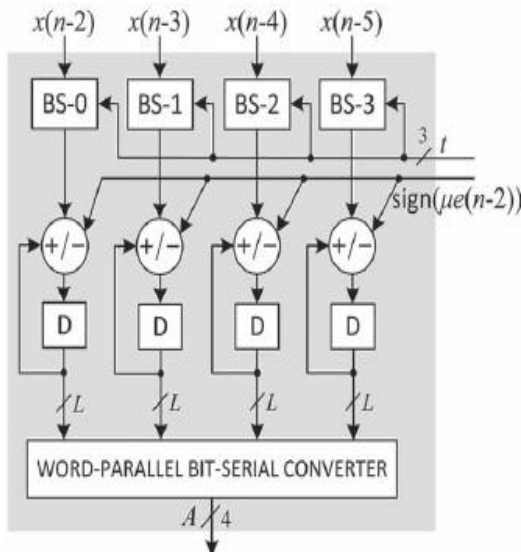 x(n-2) x(n-3) x(n-4) x(n-5)
BS-0 BS-1 BS-2 BS-3
3 t
sign(μe(n-2))
+/− +/− +/− +/−
D D D D
L L L L
WORD-PARALLEL BIT-SERIAL CONVERTER
A 4